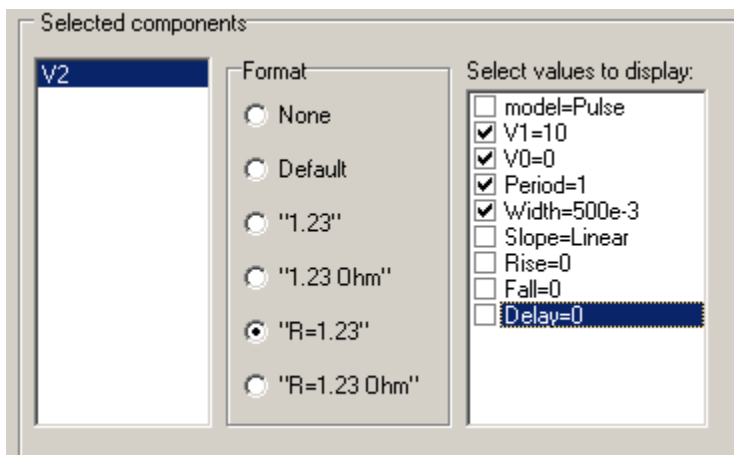 Selected components
V2
Format
None
Default
"1.23"
"1.23 Ohm"
"R=1.23"
"R=1.23 Ohm"
Select values to display:
model=Pulse
V1=10
V0=0
Period=1
Width=500e-3
Slope=Linear
Rise=0
Fall=0
Delay=0